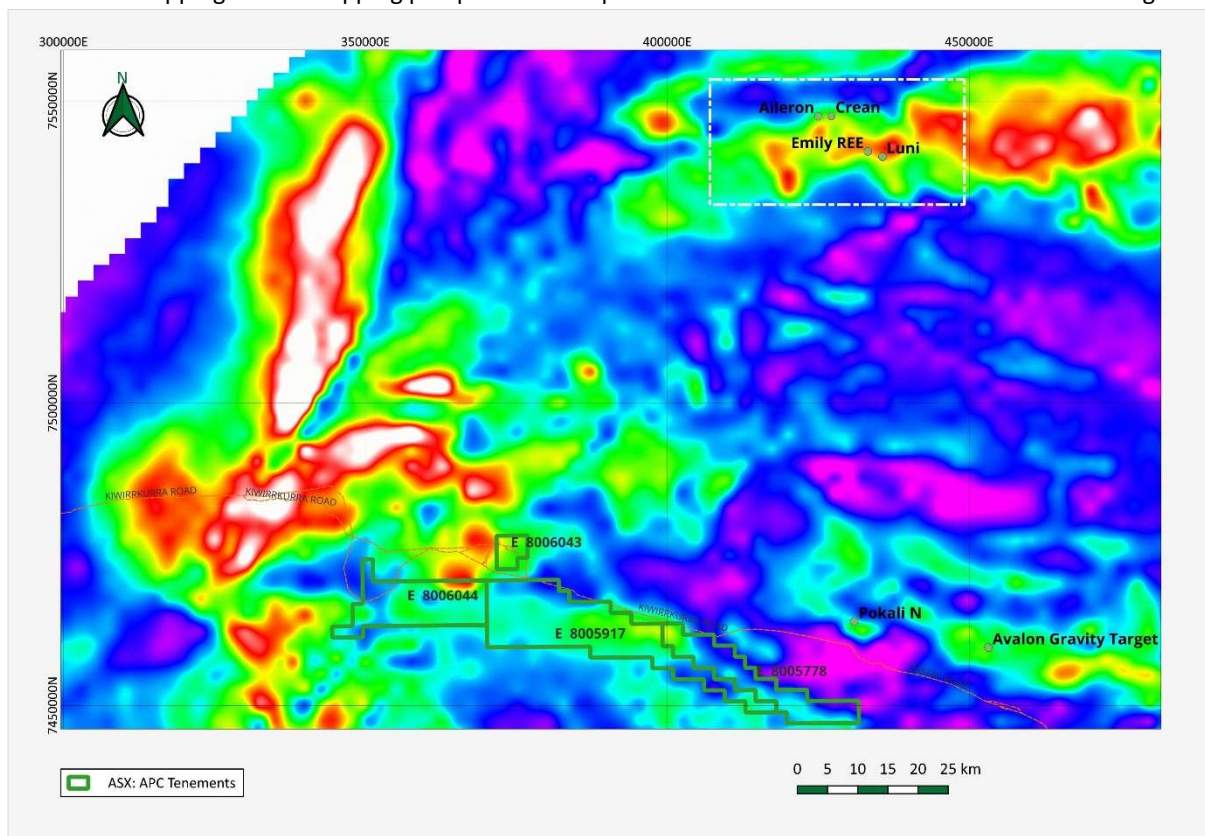 300000E 350000E 400000E 450000E
N
7550000N
Aileron Crean
Emily REE Luni
7500000N
KIWIRRKURRA ROAD KIWIRRKURRA ROAD
E 8006043
E 8006044
KIWIRRKURRA ROAD
Pokali N
E 8005917
Avalon Gravity Target
E 8005778
7450000N
ASX: APC Tenements
0 5 10 15 20 25 km